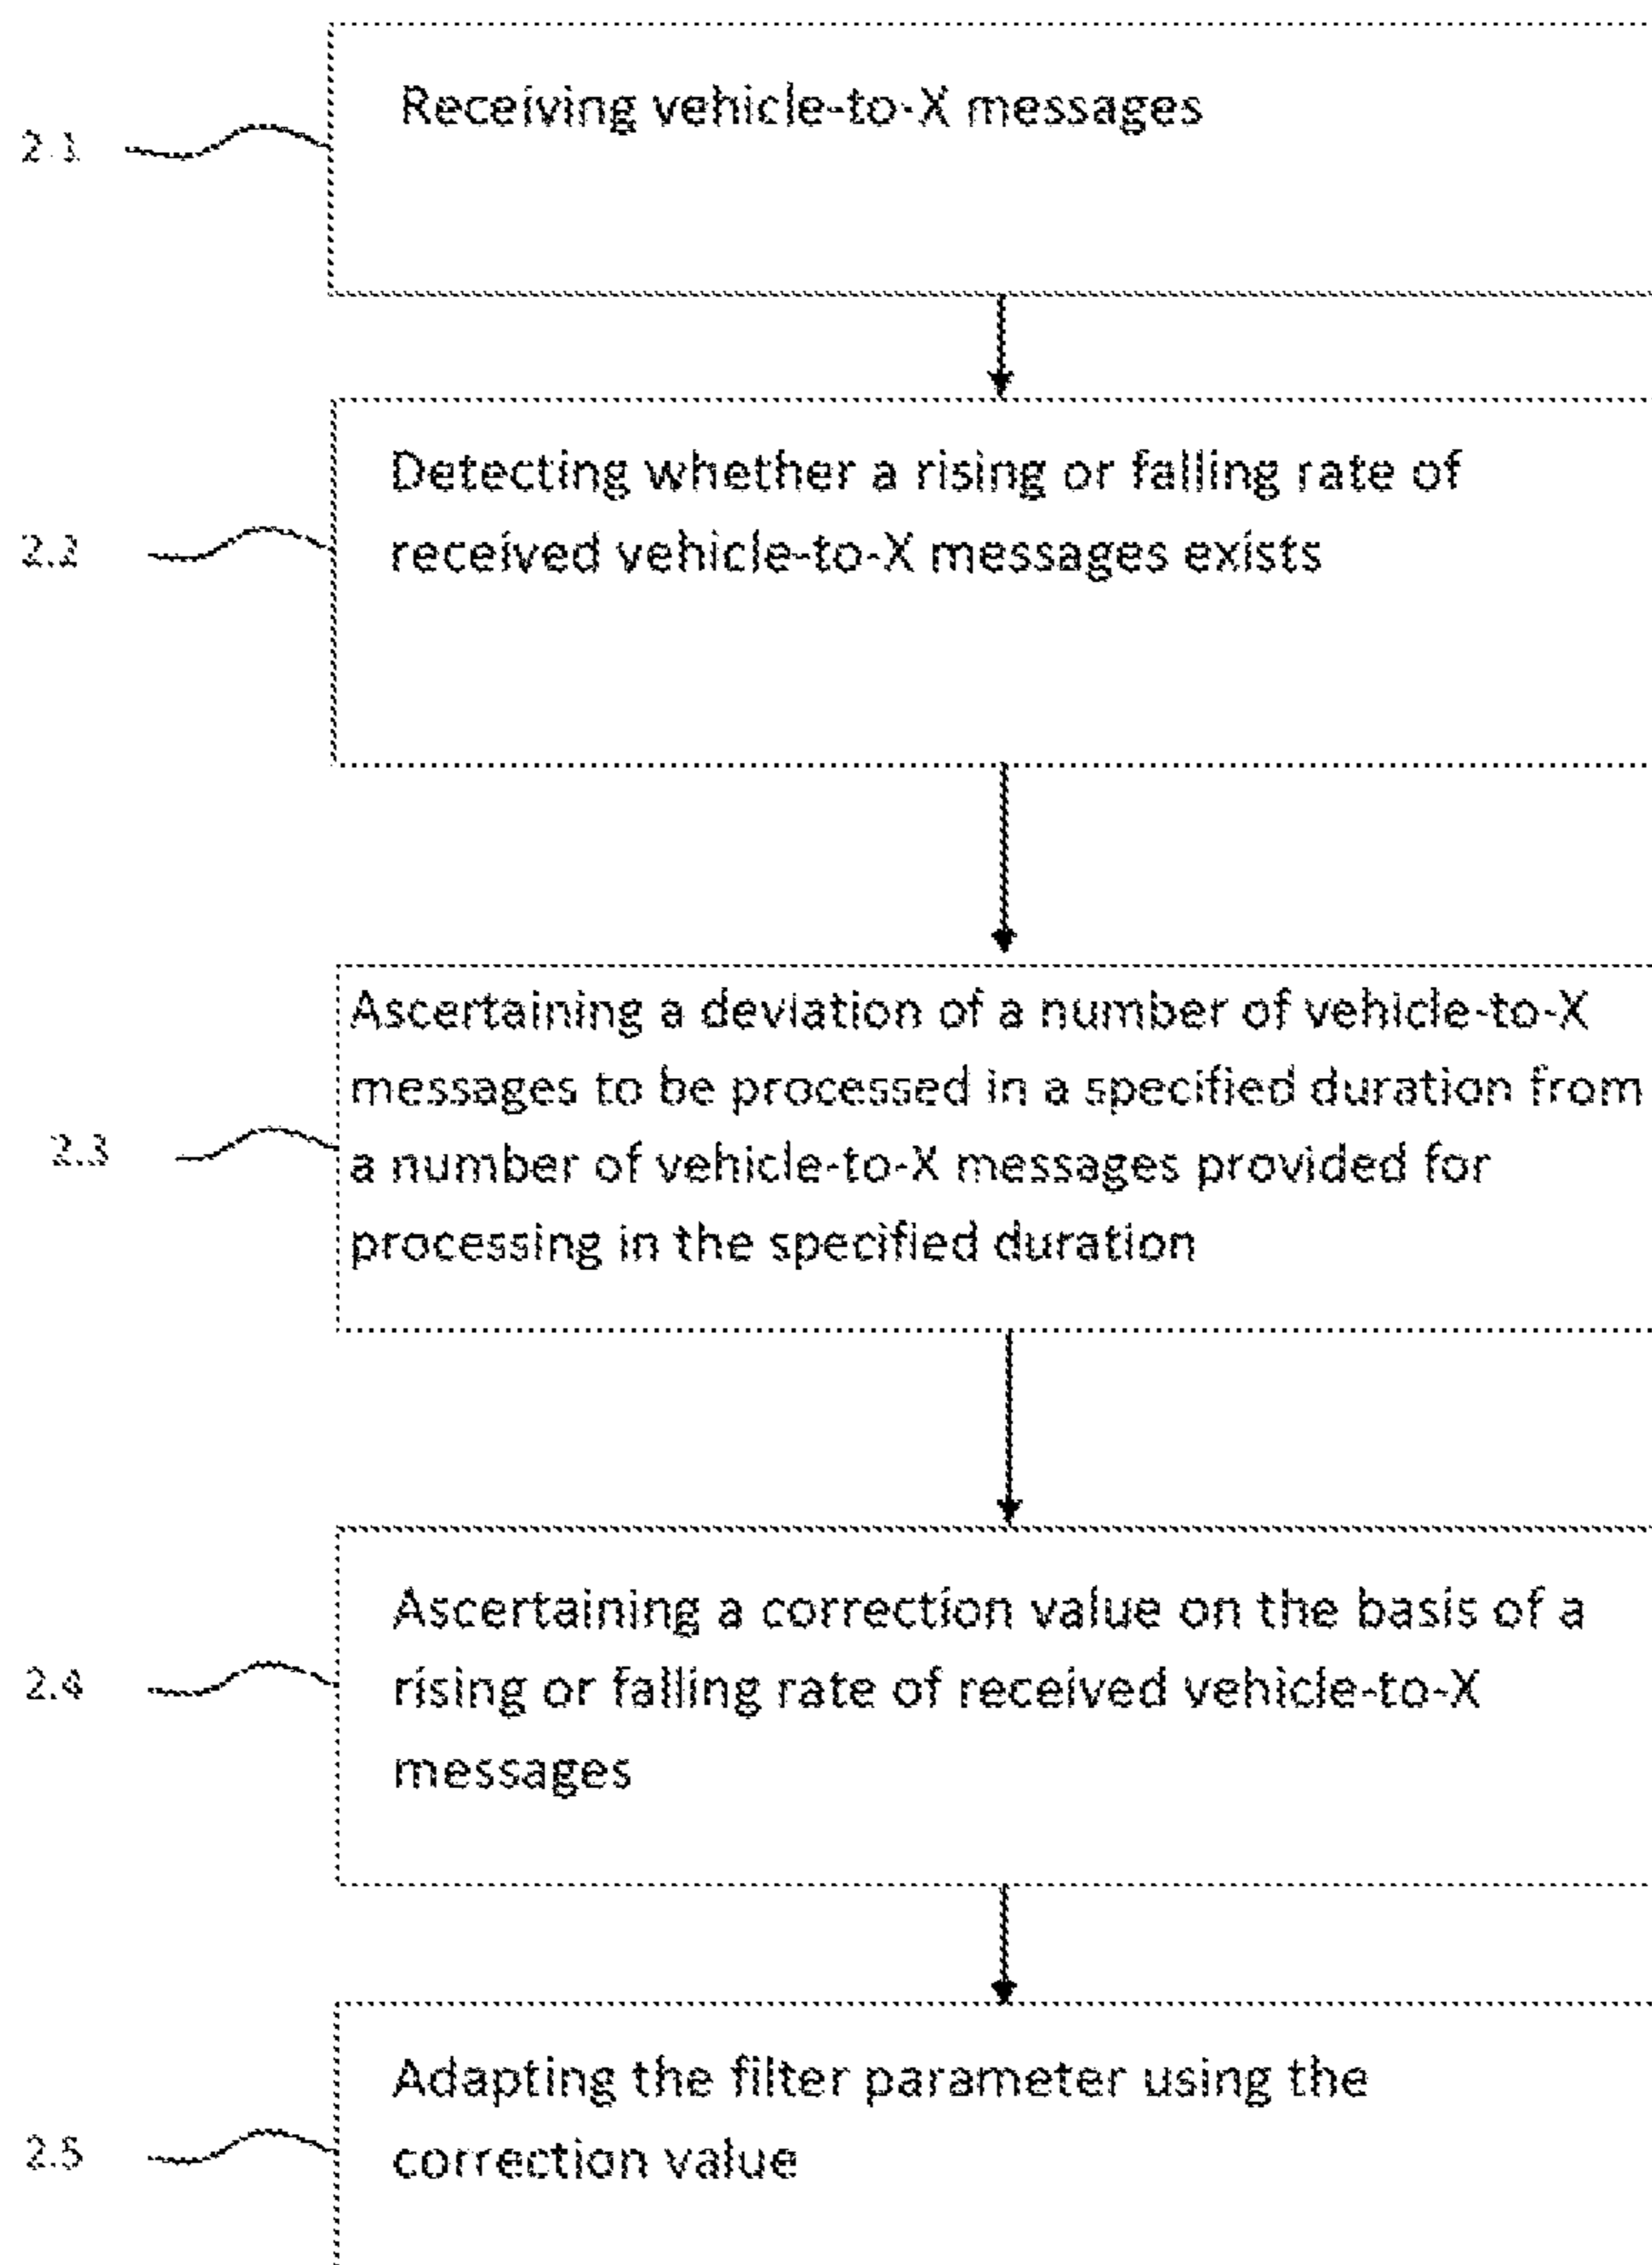 Receiving vehicle-to-X messages
2.1
Detecting whether a rising or falling rate of
received vehicle-to-X messages exists
2.2
Ascertaining a deviation of a number of vehicle-to-X
messages to be processed in a specified duration from
a number of vehicle-to-X messages provided for
processing in the specified duration
2.3
Ascertaining a correction value on the basis of a
rising or falling rate of received vehicle-to-X
messages
2.4
Adapting the filter parameter using the
correction value
2.5